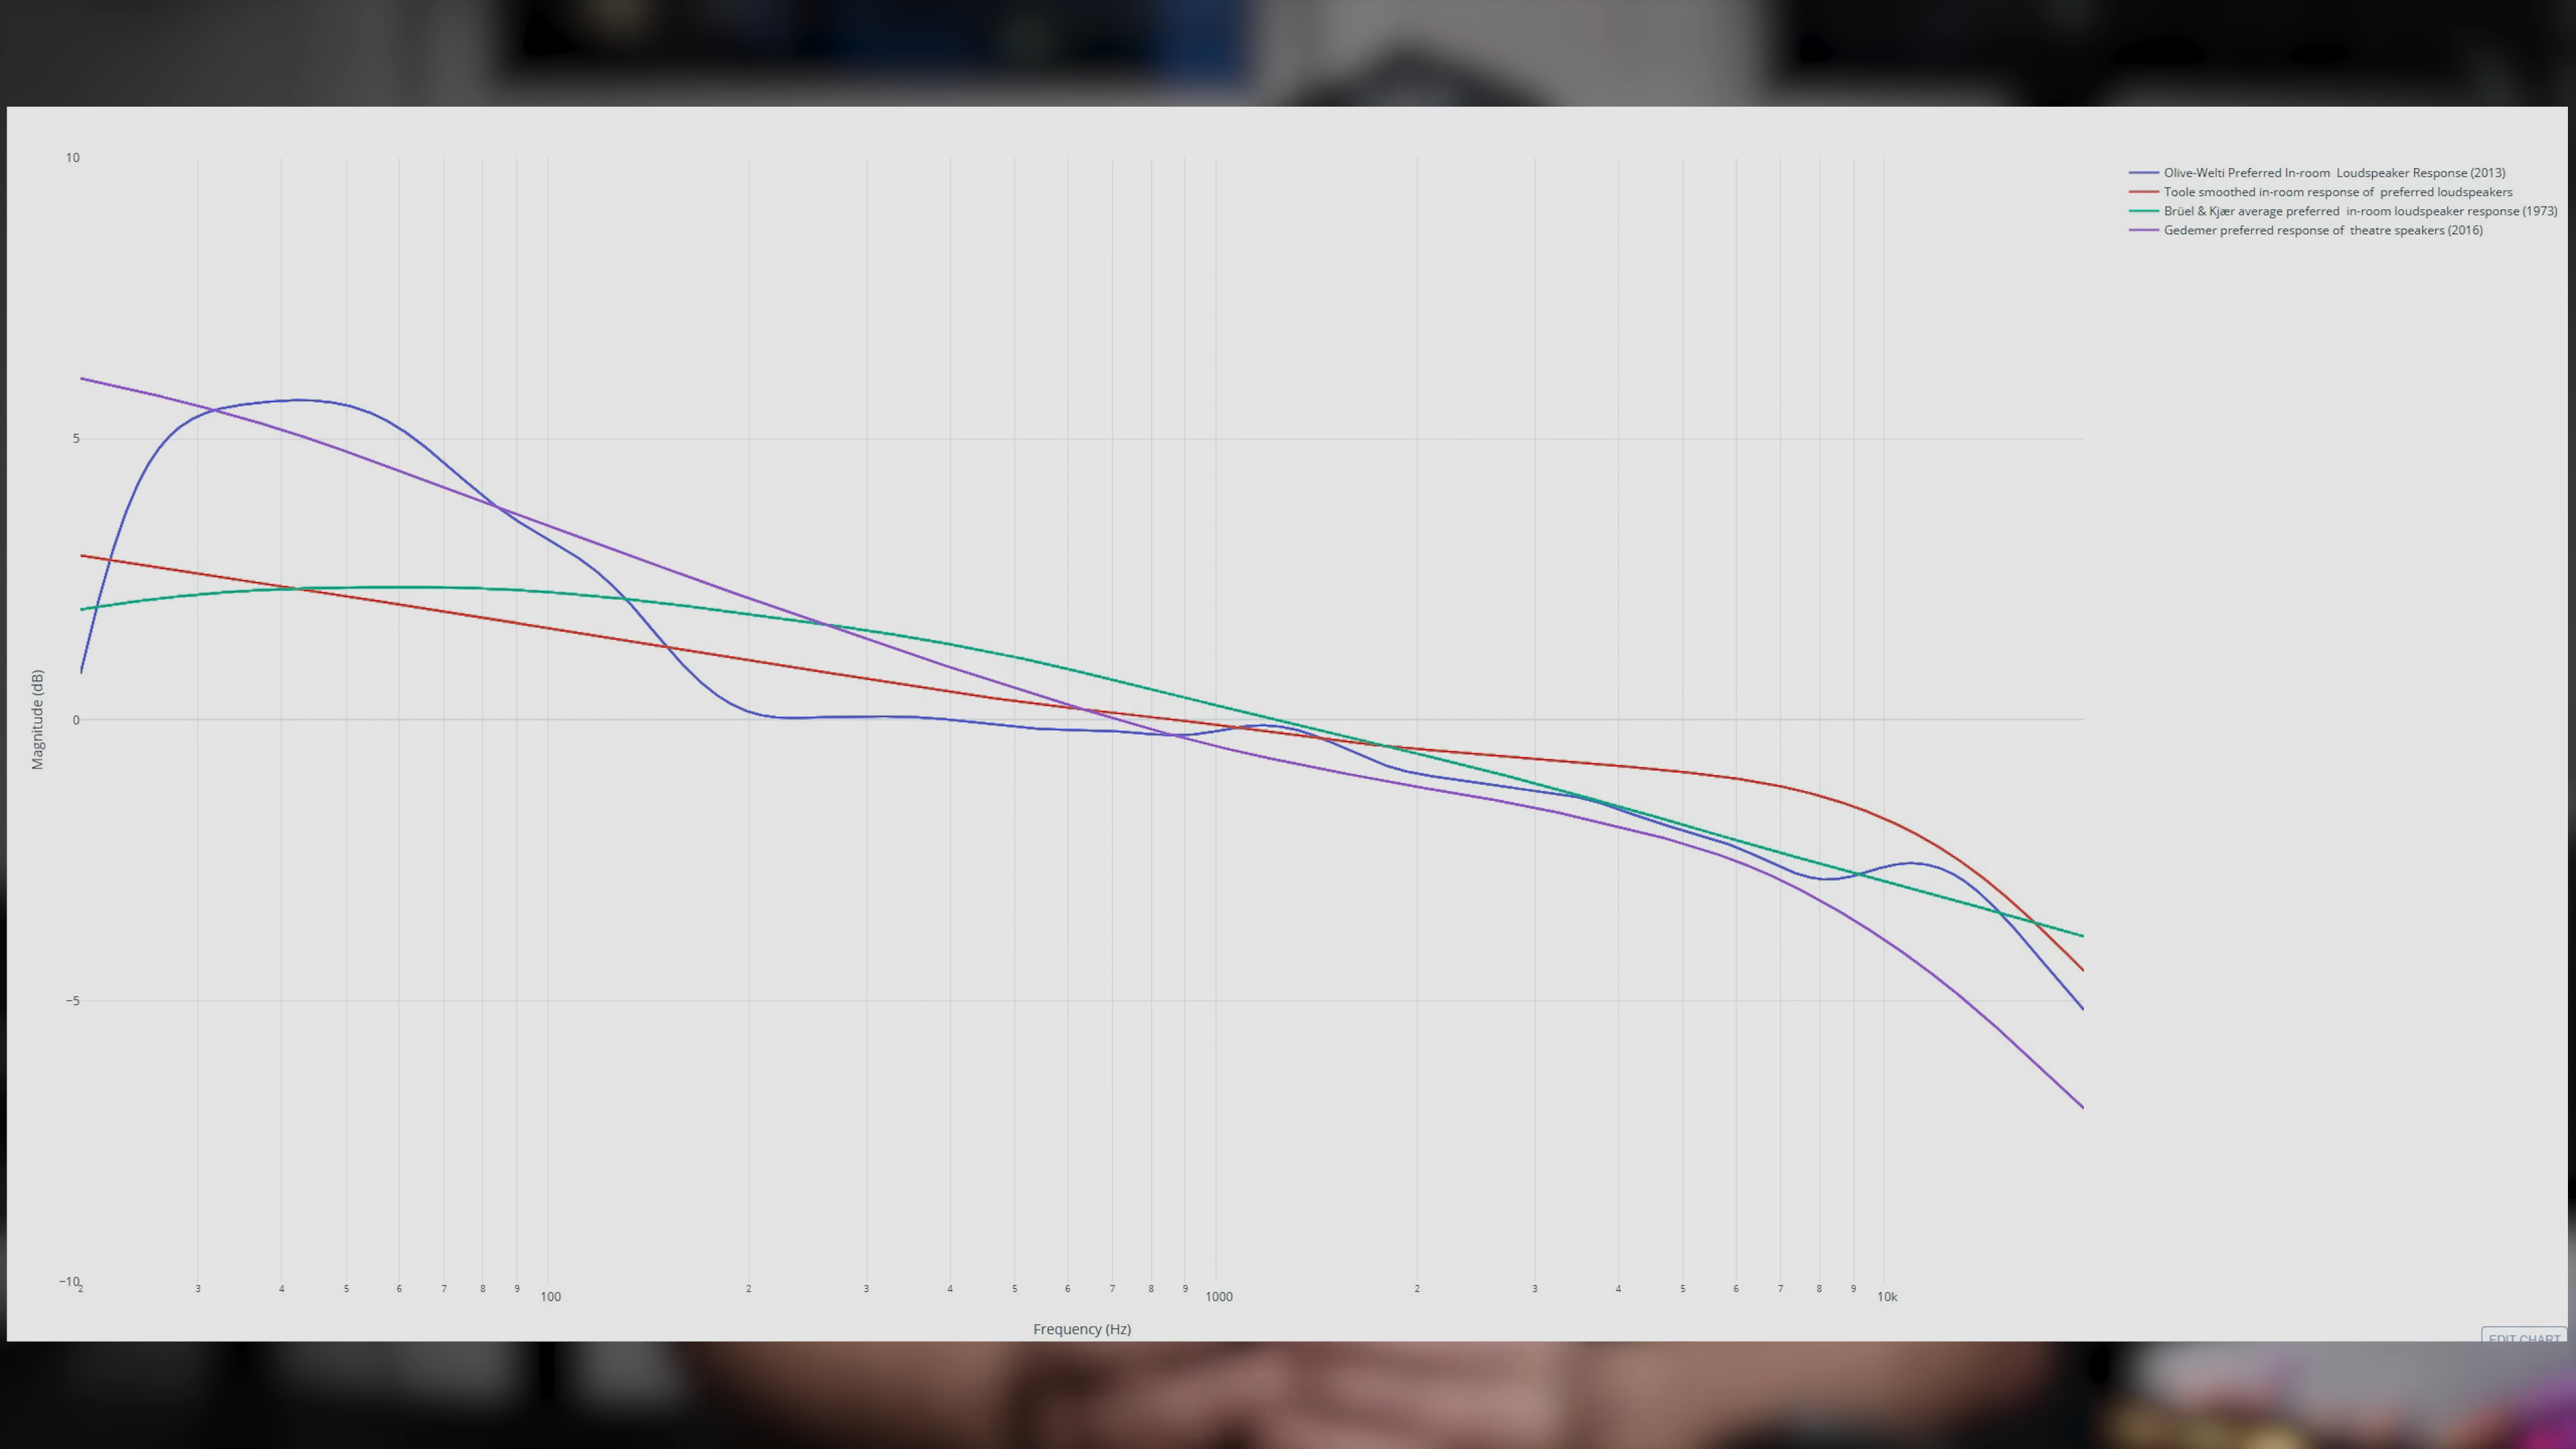 10
5
0
−5
−10
Magnitude (dB)
2 3 4 5 6 7 8 9 100 2 3 4 5 6 7 8 9 1000 2 3 4 5 6 7 8 9 10k
Frequency (Hz)
Olive-Welti Preferred In-room Loudspeaker Response (2013)
Toole smoothed in-room response of preferred loudspeakers
Brüel & Kjær average preferred in-room loudspeaker response (1973)
Gedemer preferred response of theatre speakers (2016)
EDIT CHART